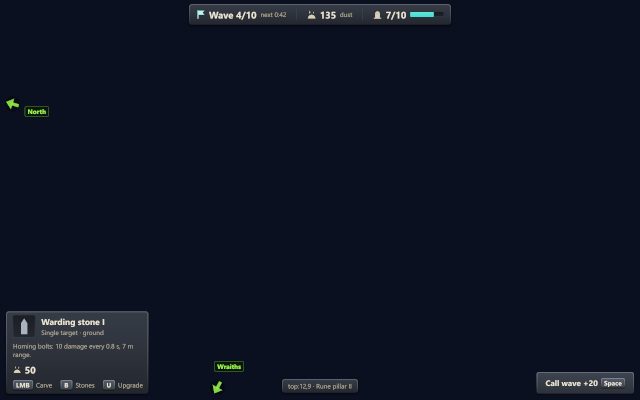 Wave 4/10 next 0:42 135 dust 7/10
North
Warding stone I
Single target · ground
Homing bolts: 10 damage every 0.8 s, 7 m
range.
50
LMB Carve B Stones U Upgrade
Wraiths
top:12,9 · Rune pillar II
Call wave +20 Space